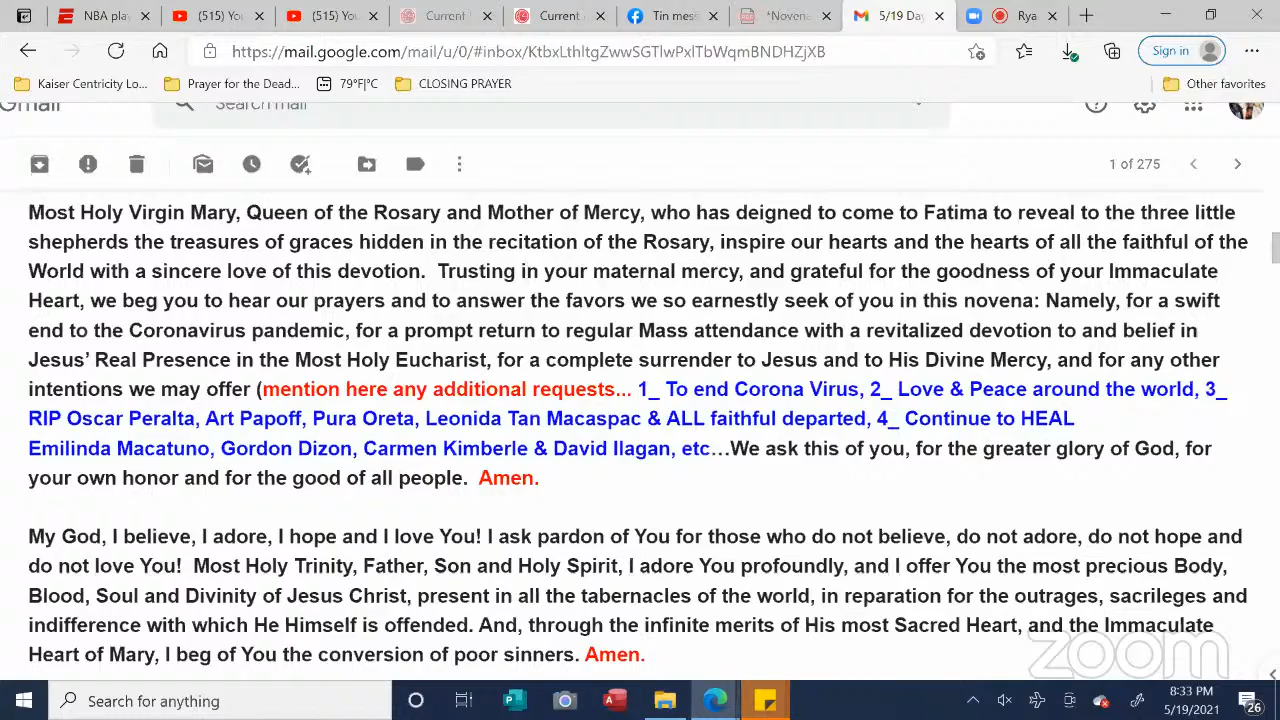 NBA play
(515) You
(515) You
Current
Current
Tin mess
*Novena
5/19 Day
Rya
https://mail.google.com/mail/u/0/#inbox/KtbxLthltgZwwSGTlwPxlTbWqmBNDHZjXB
Sign in
Kaiser Centricity Lo...
Prayer for the Dead...
79°F|°C
CLOSING PRAYER
Other favorites
Gmail
Search mail
1 of 275
Most Holy Virgin Mary, Queen of the Rosary and Mother of Mercy, who has deigned to come to Fatima to reveal to the three little
shepherds the treasures of graces hidden in the recitation of the Rosary, inspire our hearts and the hearts of all the faithful of the
World with a sincere love of this devotion.  Trusting in your maternal mercy, and grateful for the goodness of your Immaculate
Heart, we beg you to hear our prayers and to answer the favors we so earnestly seek of you in this novena: Namely, for a swift
end to the Coronavirus pandemic, for a prompt return to regular Mass attendance with a revitalized devotion to and belief in
Jesus’ Real Presence in the Most Holy Eucharist, for a complete surrender to Jesus and to His Divine Mercy, and for any other
intentions we may offer (mention here any additional requests... 1_ To end Corona Virus, 2_ Love & Peace around the world, 3_
RIP Oscar Peralta, Art Papoff, Pura Oreta, Leonida Tan Macaspac & ALL faithful departed, 4_ Continue to HEAL
Emilinda Macatuno, Gordon Dizon, Carmen Kimberle & David Ilagan, etc…We ask this of you, for the greater glory of God, for
your own honor and for the good of all people.  Amen.
My God, I believe, I adore, I hope and I love You! I ask pardon of You for those who do not believe, do not adore, do not hope and
do not love You!  Most Holy Trinity, Father, Son and Holy Spirit, I adore You profoundly, and I offer You the most precious Body,
Blood, Soul and Divinity of Jesus Christ, present in all the tabernacles of the world, in reparation for the outrages, sacrileges and
indifference with which He Himself is offended. And, through the infinite merits of His most Sacred Heart, and the Immaculate
Heart of Mary, I beg of You the conversion of poor sinners. Amen.
zoom
Type here to search
8:33 PM
5/19/2021
26